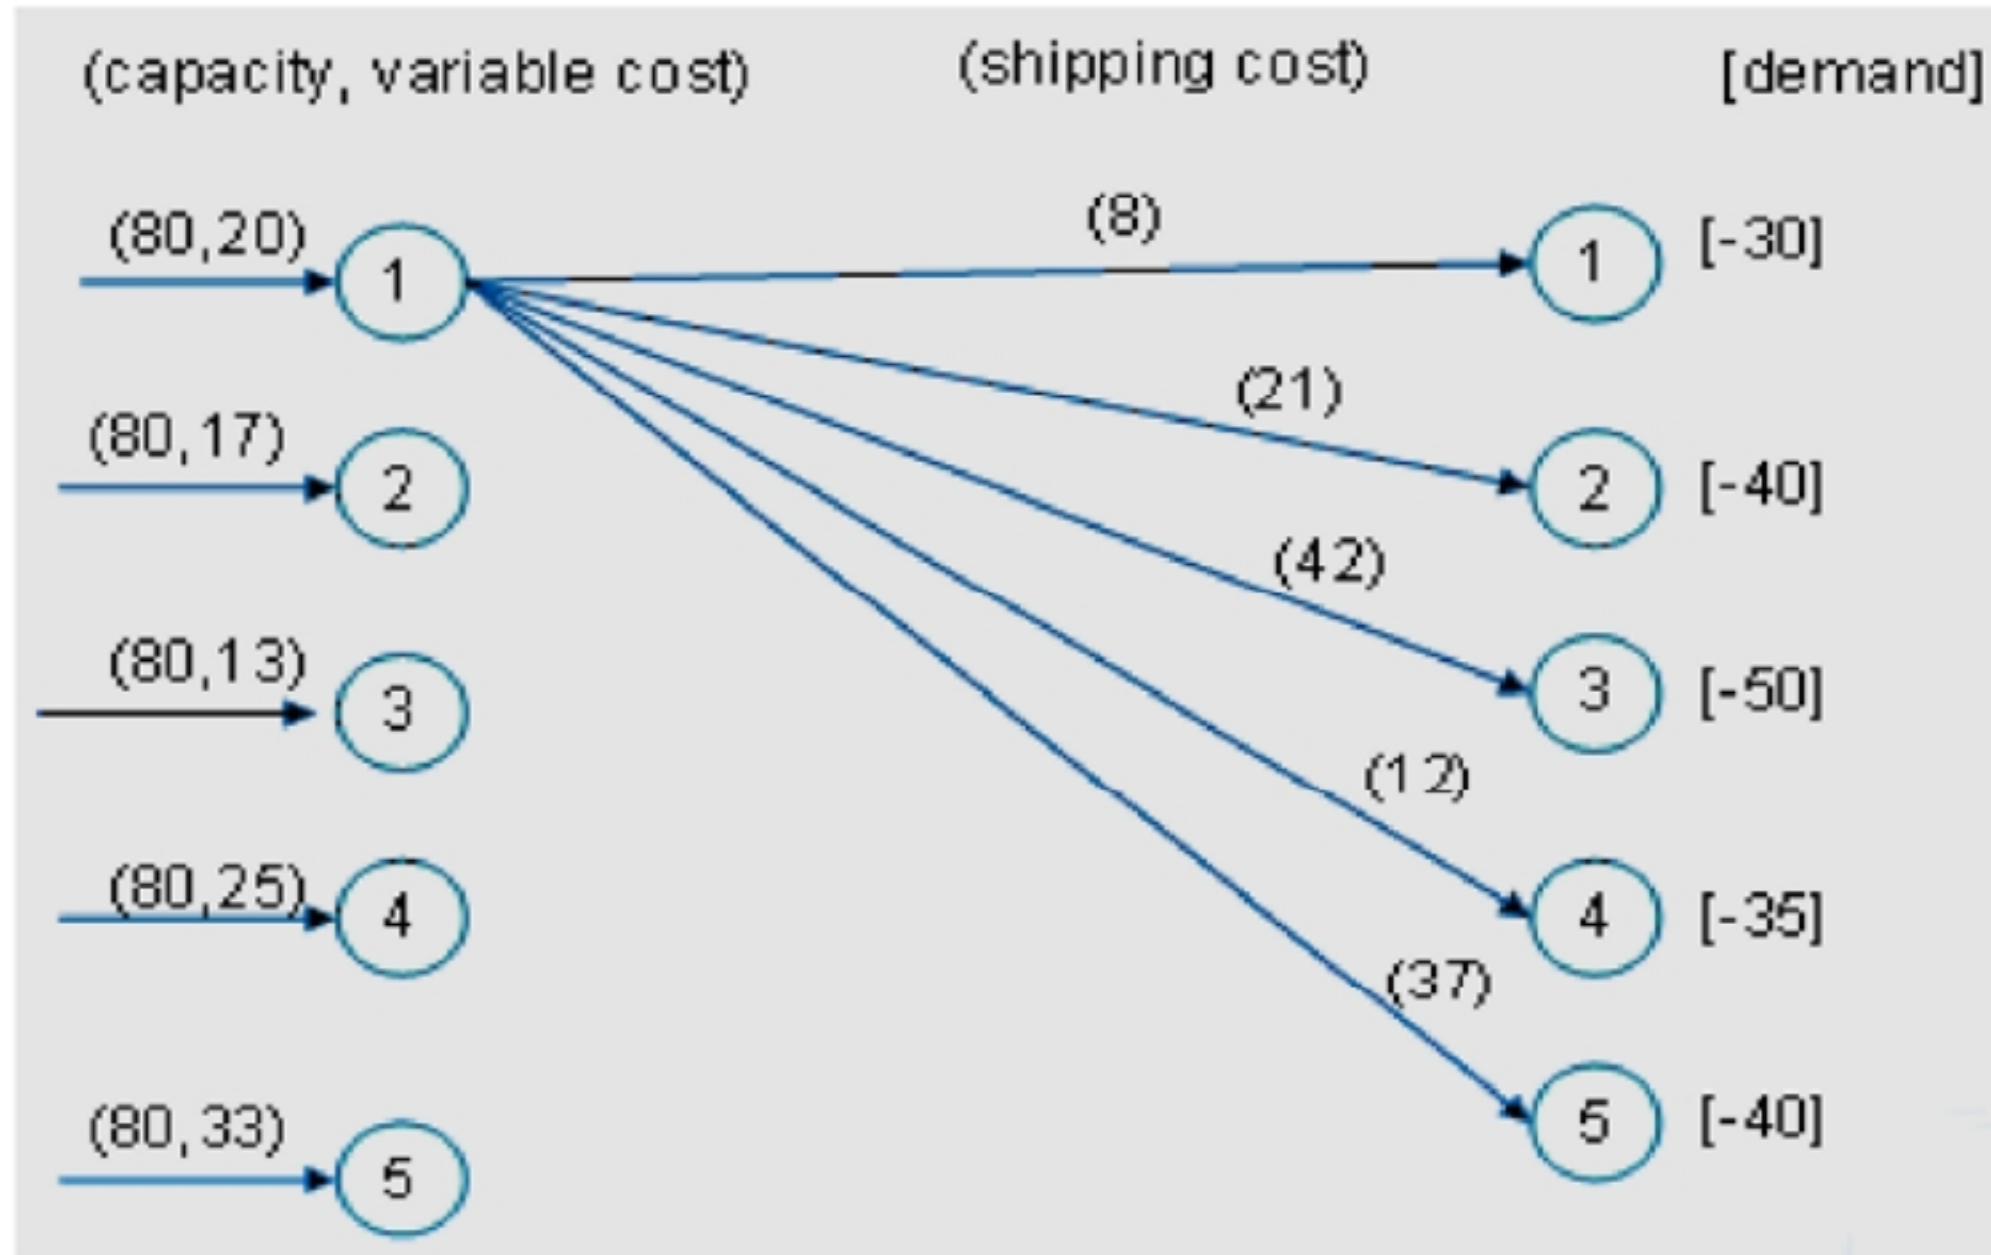 (capacity, variable cost) (shipping cost) [demand]
(80,20) 1 (8) 1 [-30]
(21)
(80,17) 2 2 [-40]
(42)
(80,13) 3 3 [-50]
(12)
(80,25) 4 4 [-35]
(37)
(80,33) 5 5 [-40]